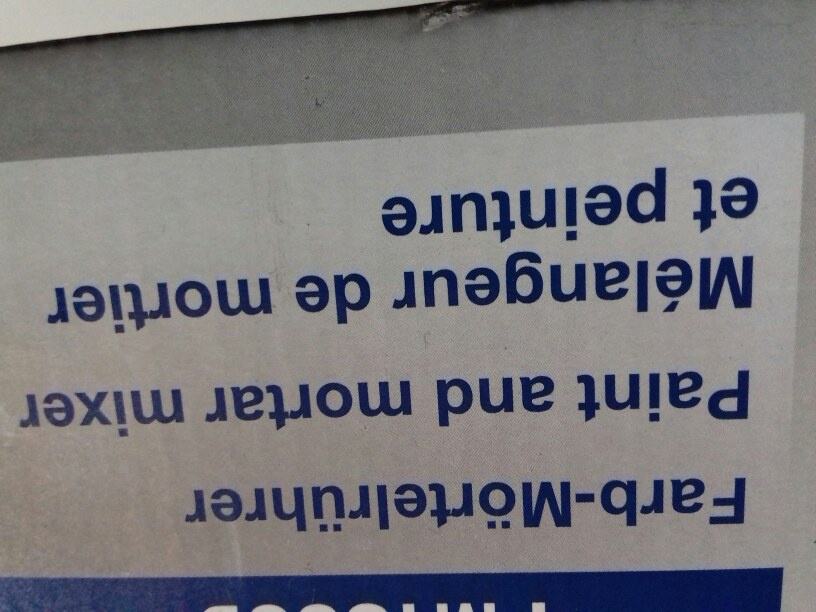 Farb-Mörtelrührer
Paint and mortar mixer
Mélangeur de mortier
et peinture